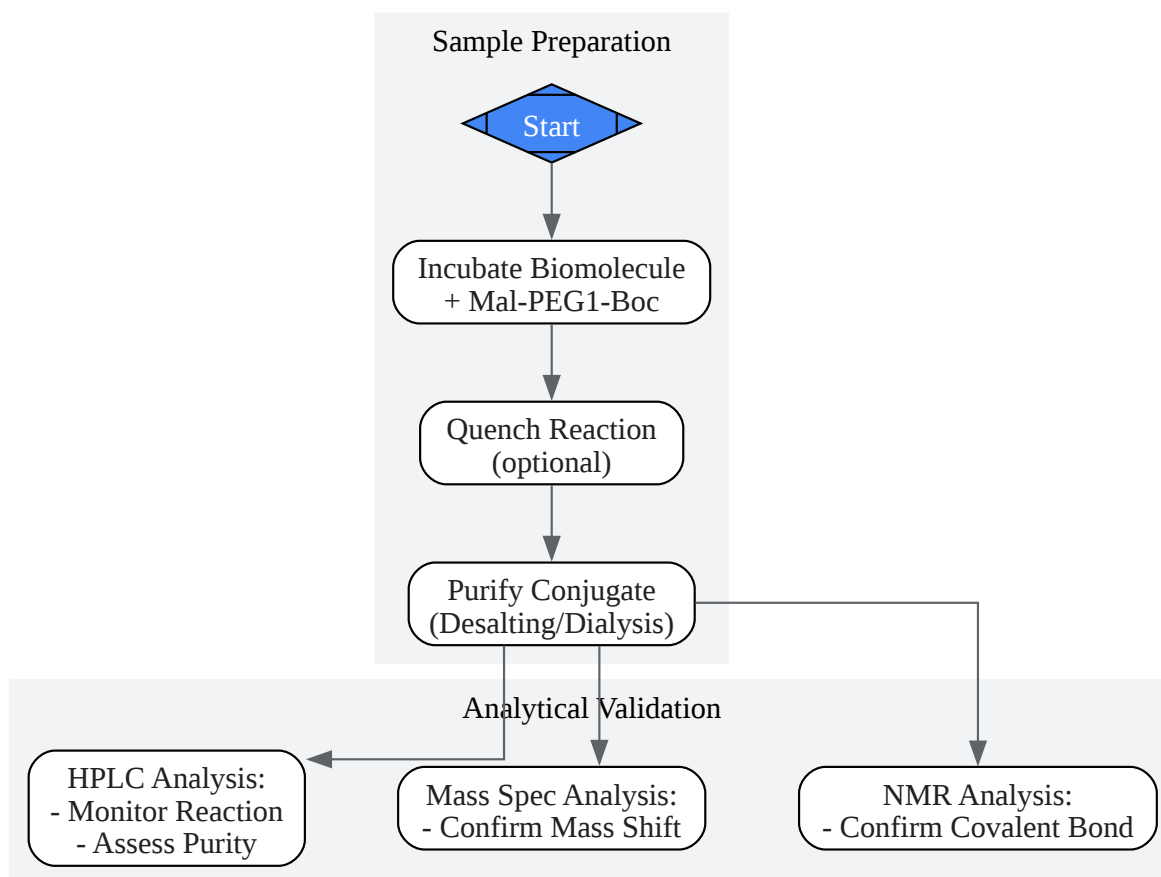 Sample Preparation
Start
Incubate Biomolecule
+ Mal-PEG1-Boc
Quench Reaction
(optional)
Purify Conjugate
(Desalting/Dialysis)
Analytical Validation
HPLC Analysis:
- Monitor Reaction
- Assess Purity
Mass Spec Analysis:
- Confirm Mass Shift
NMR Analysis:
- Confirm Covalent Bond